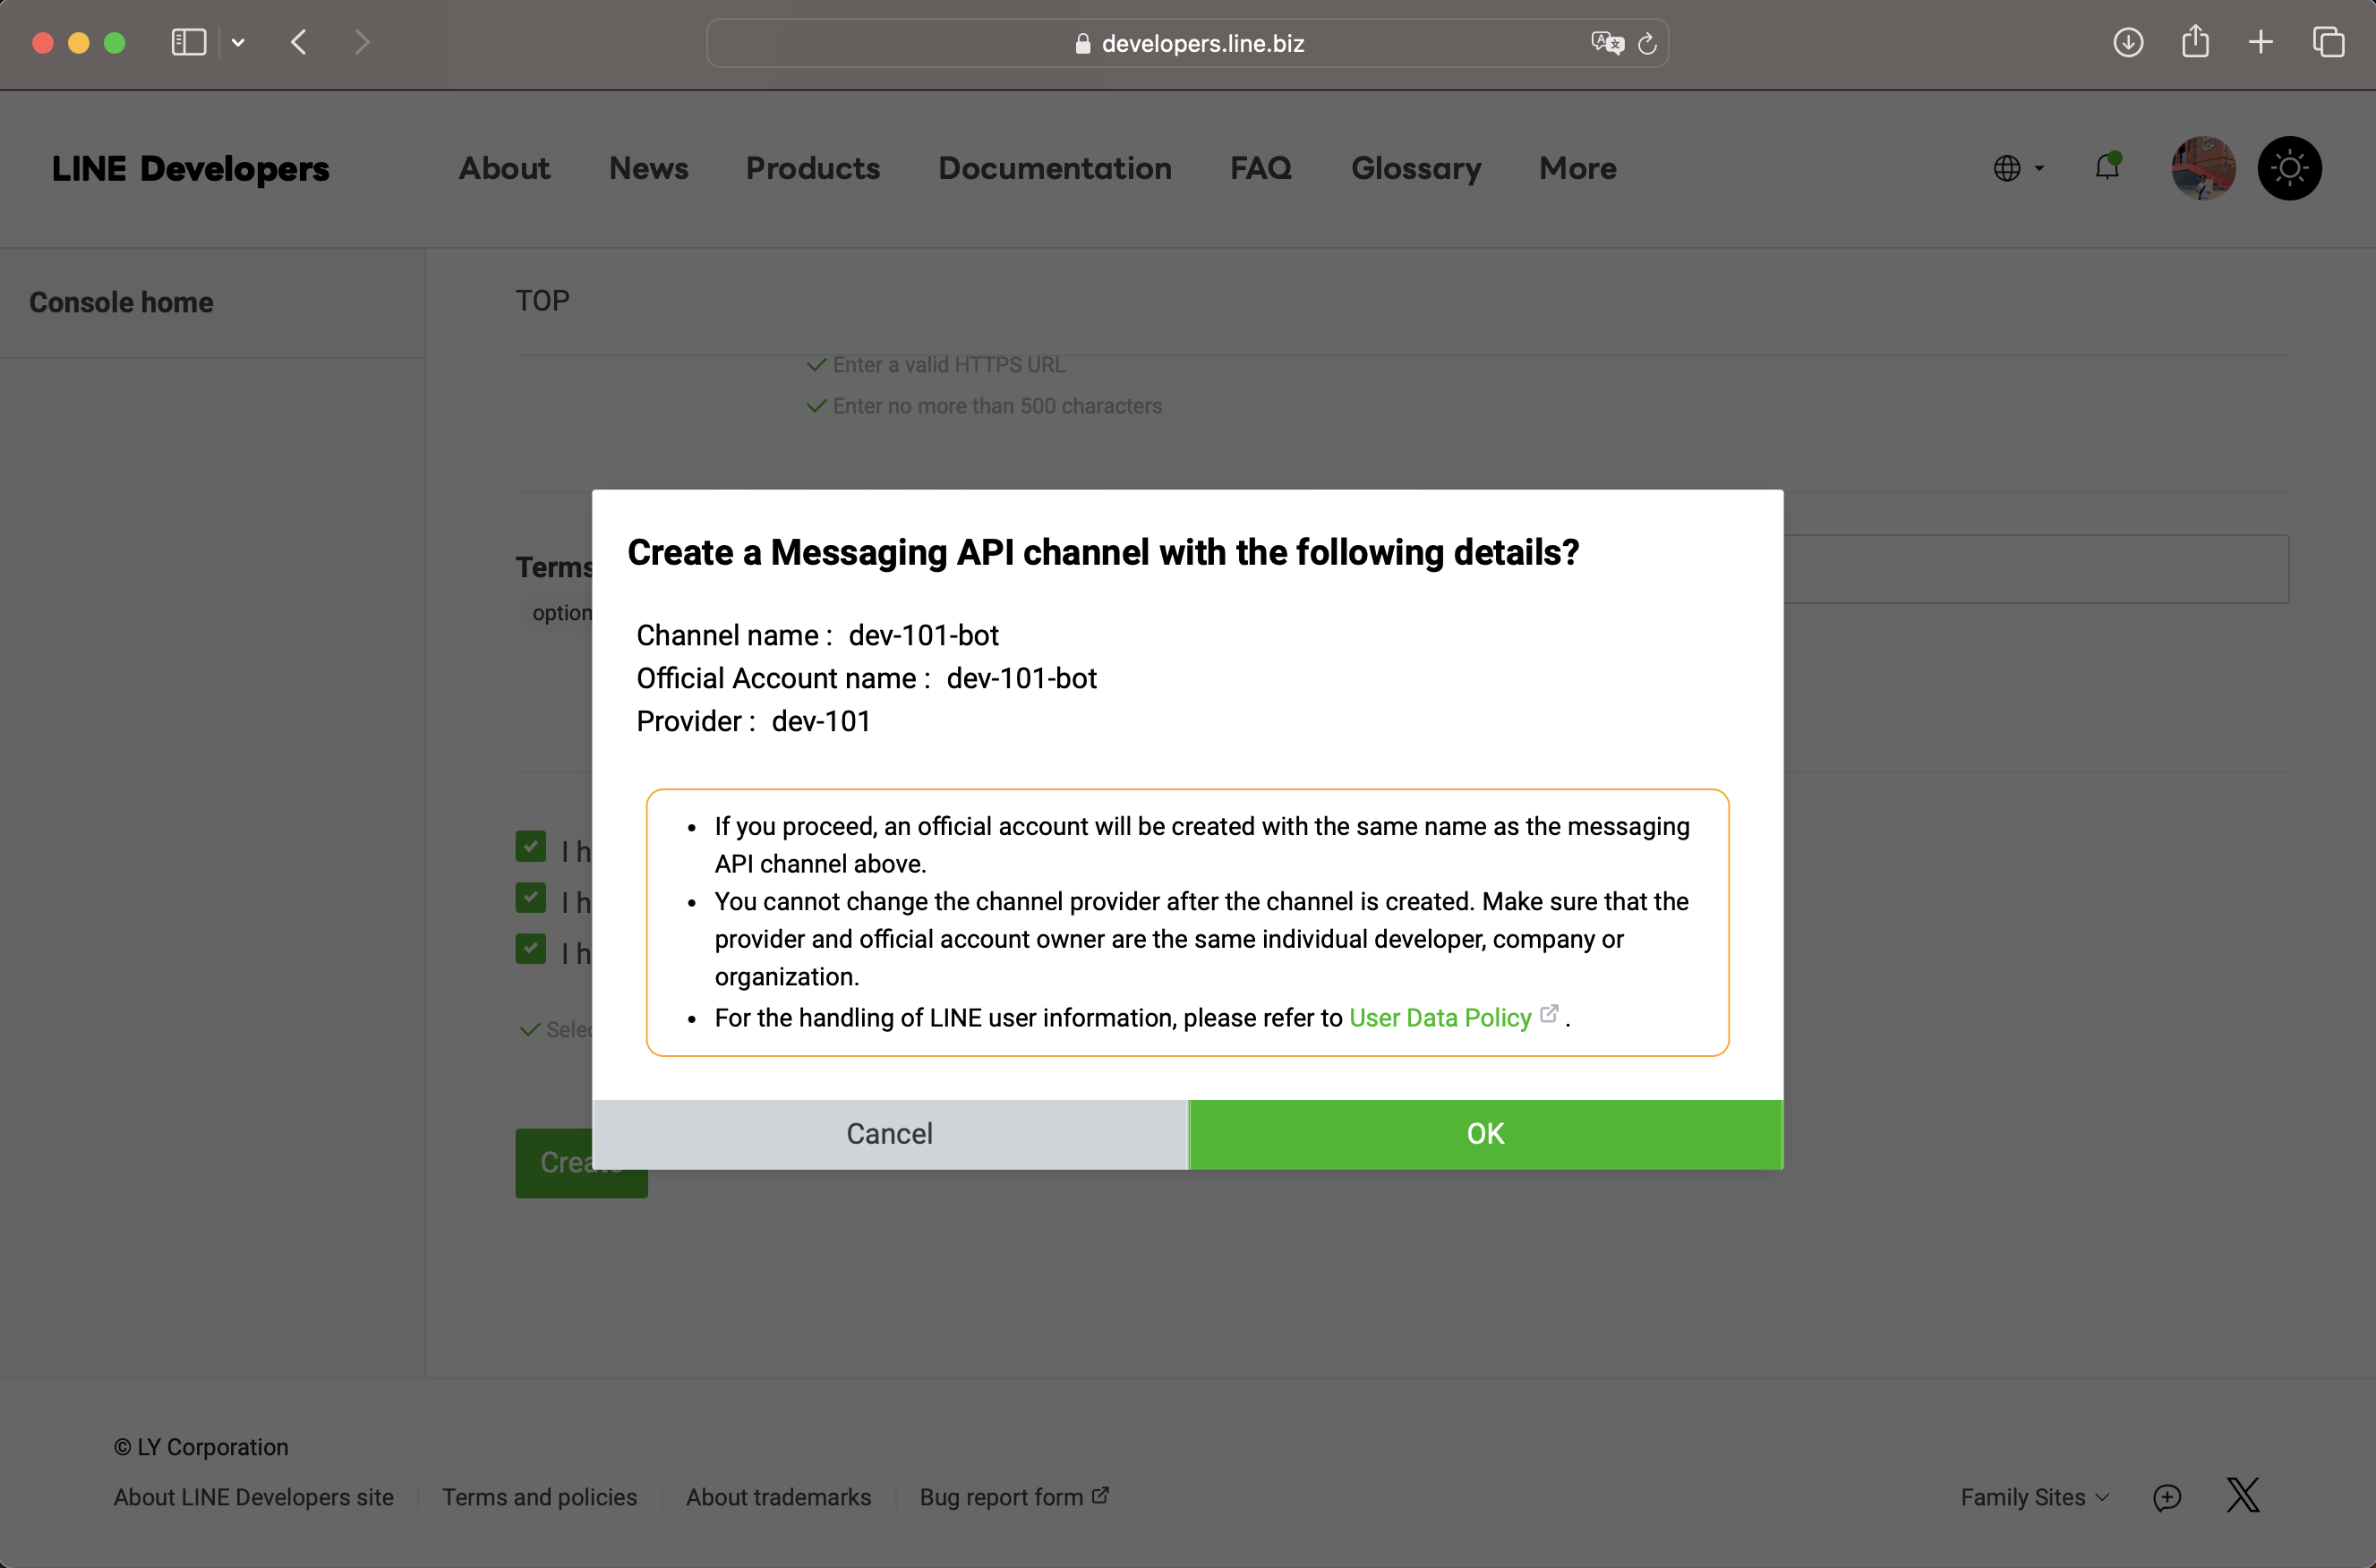 developers.line.biz
LINE Developers
About News Products Documentation FAQ Glossary More
Console home
TOP
Enter a valid HTTPS URL
Enter no more than 500 characters
Terms
option
Create a Messaging API channel with the following details?
Channel name : dev-101-bot
Official Account name : dev-101-bot
Provider : dev-101
• If you proceed, an official account will be created with the same name as the messaging
API channel above.
• You cannot change the channel provider after the channel is created. Make sure that the
provider and official account owner are the same individual developer, company or
organization.
• For the handling of LINE user information, please refer to User Data Policy .
I h
I h
I h
Selec
Cancel OK
Create
© LY Corporation
About LINE Developers site Terms and policies About trademarks Bug report form Family Sites